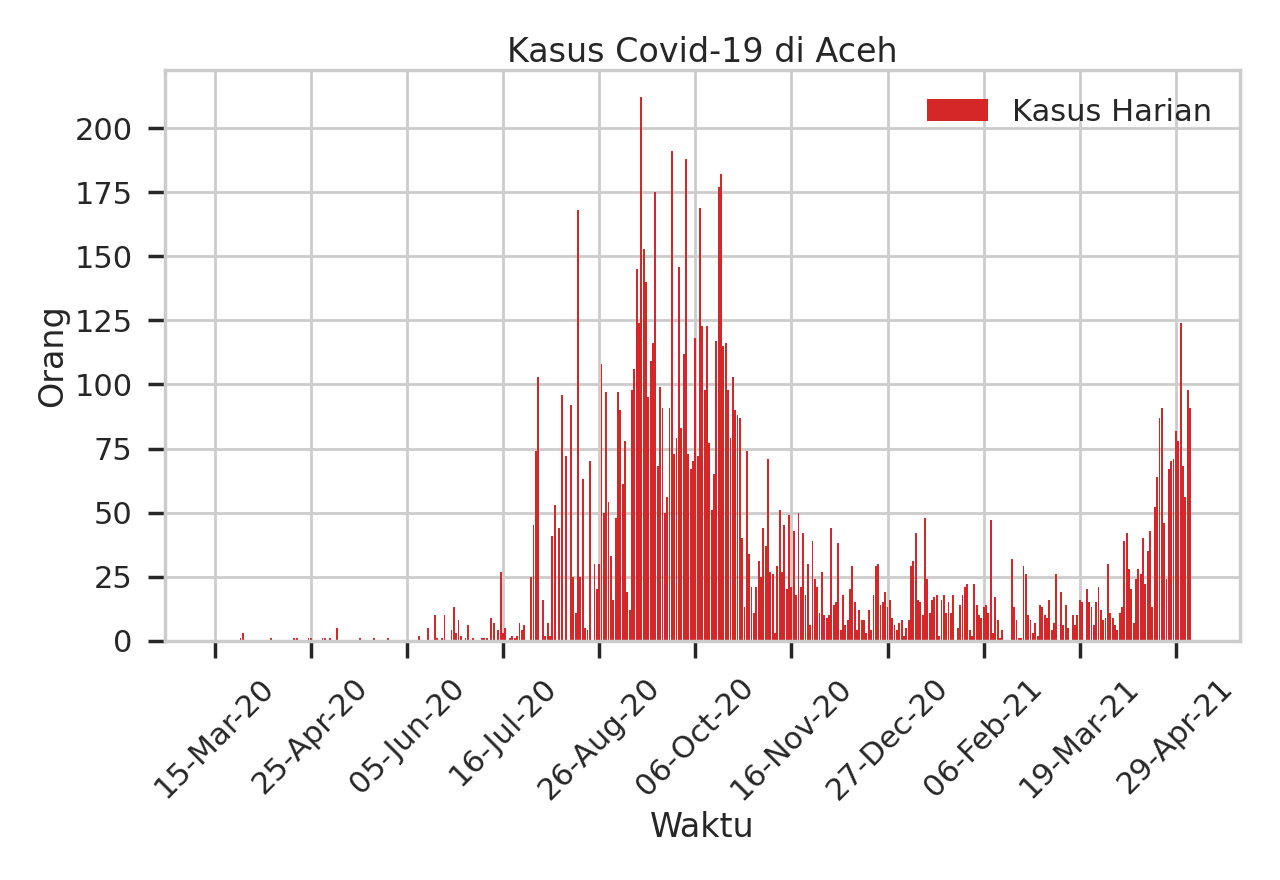 Kasus Covid-19 di Aceh
Kasus Harian
Orang
200
175
150
125
100
75
50
25
0
15-Mar-20
25-Apr-20
05-Jun-20
16-Jul-20
26-Aug-20
06-Oct-20
16-Nov-20
27-Dec-20
06-Feb-21
19-Mar-21
29-Apr-21
Waktu